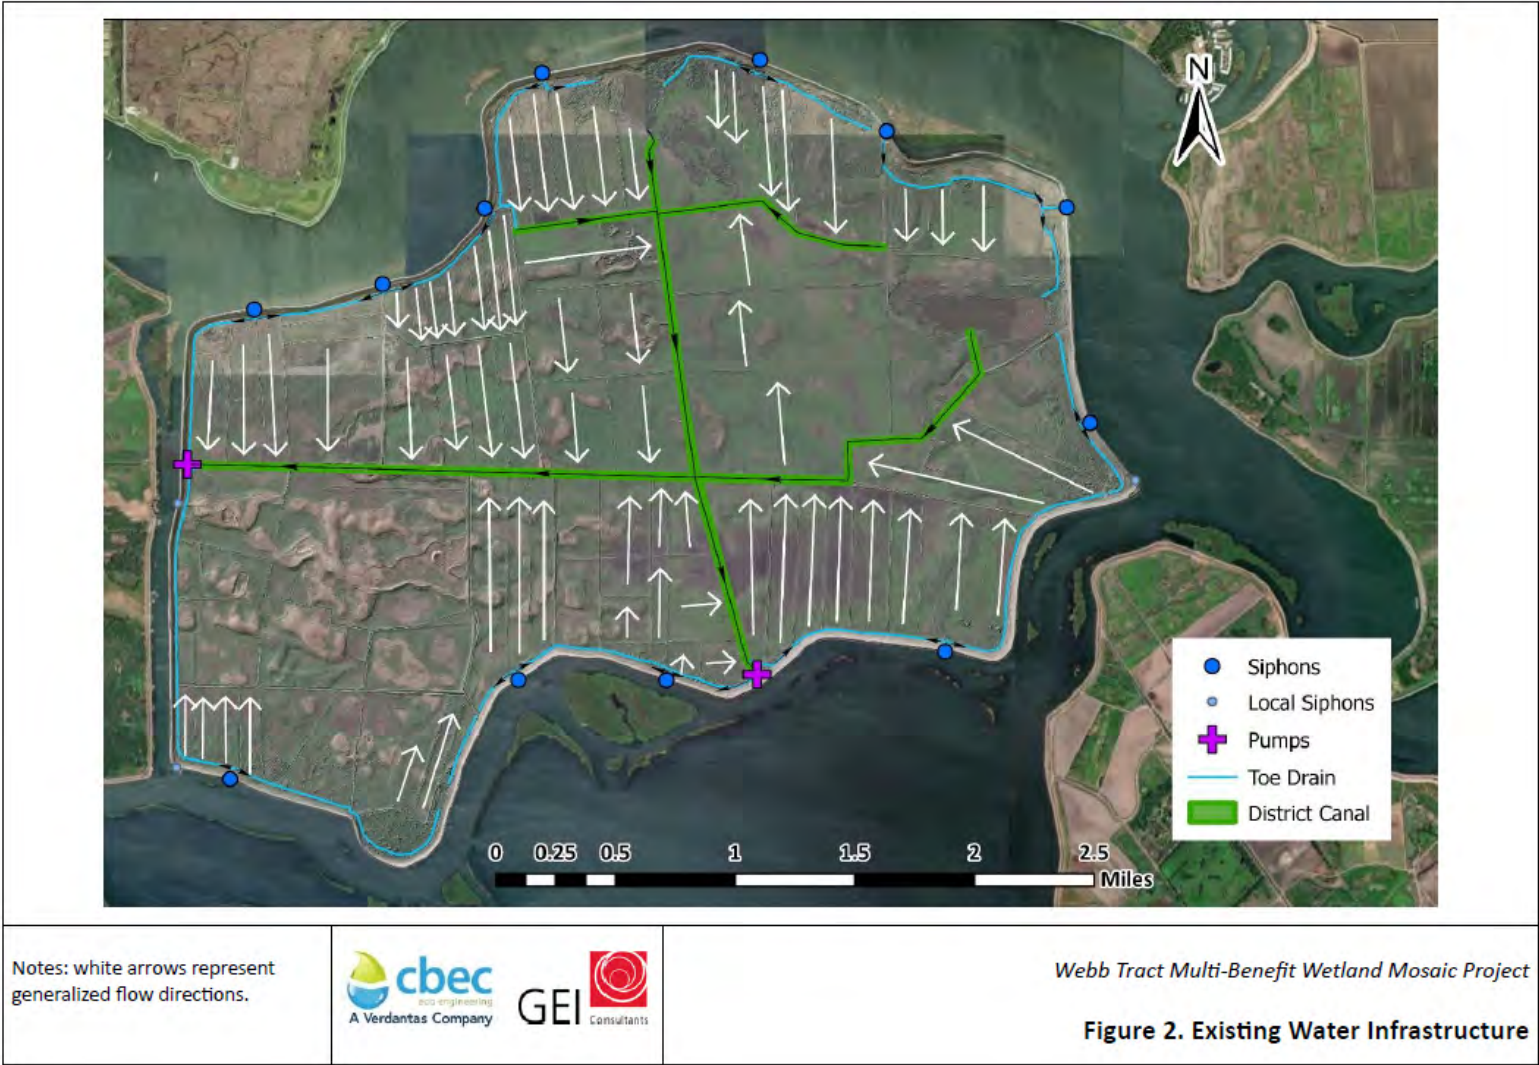 N
Siphons
Local Siphons
Pumps
Toe Drain
District Canal
0 0.25 0.5 1 1.5 2 2.5
Miles
Notes: white arrows represent
generalized flow directions.
cbec
eco engineering
A Verdantas Company
GEI
Consultants
Webb Tract Multi-Benefit Wetland Mosaic Project
Figure 2. Existing Water Infrastructure